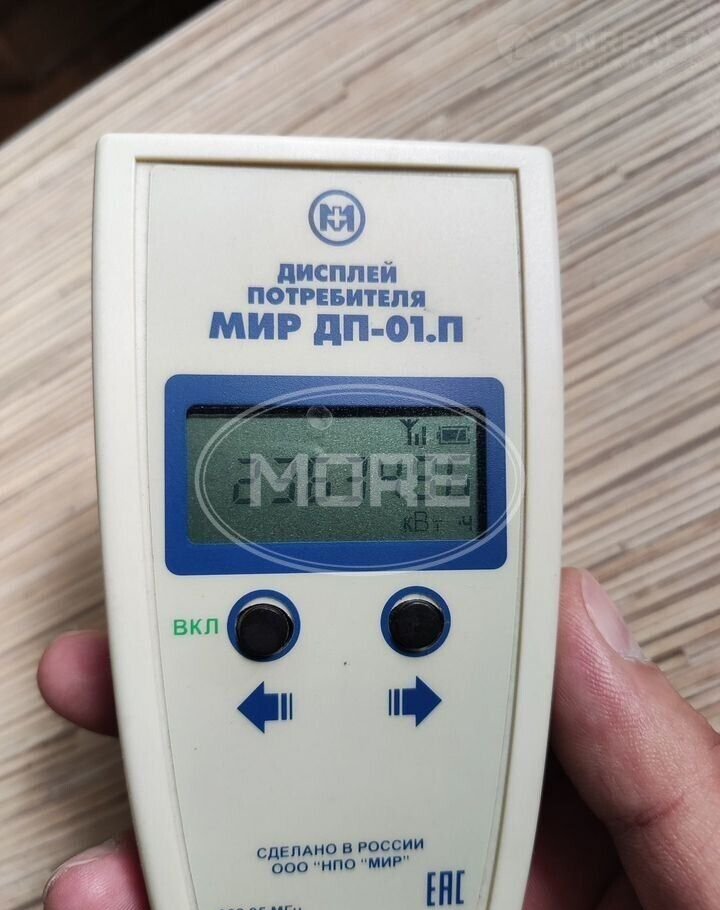 ДИСПЛЕЙ
ПОТРЕБИТЕЛЯ
МИР ДП-01.П
MORE
кВт ·ч
ВКЛ
СДЕЛАНО В РОССИИ
ООО "НПО "МИР"
EAC